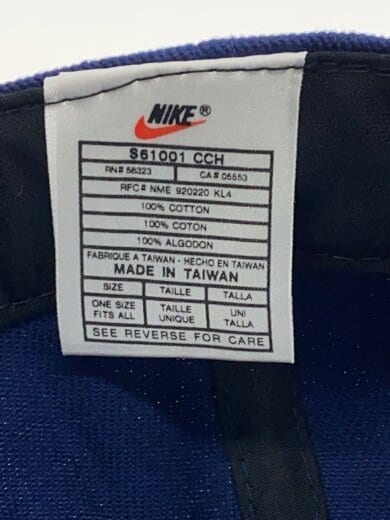 NIKE®
S61001 CCH
RN# 56323 CA# 05553
RFC# NME 920220 KL4
100% COTTON
100% COTON
100% ALGODON
FABRIQUE A TAIWAN · HECHO EN TAIWAN
MADE IN TAIWAN
SIZE TAILLE TALLA
ONE SIZE FITS ALL TAILLE UNIQUE UNI TALLA
SEE REVERSE FOR CARE